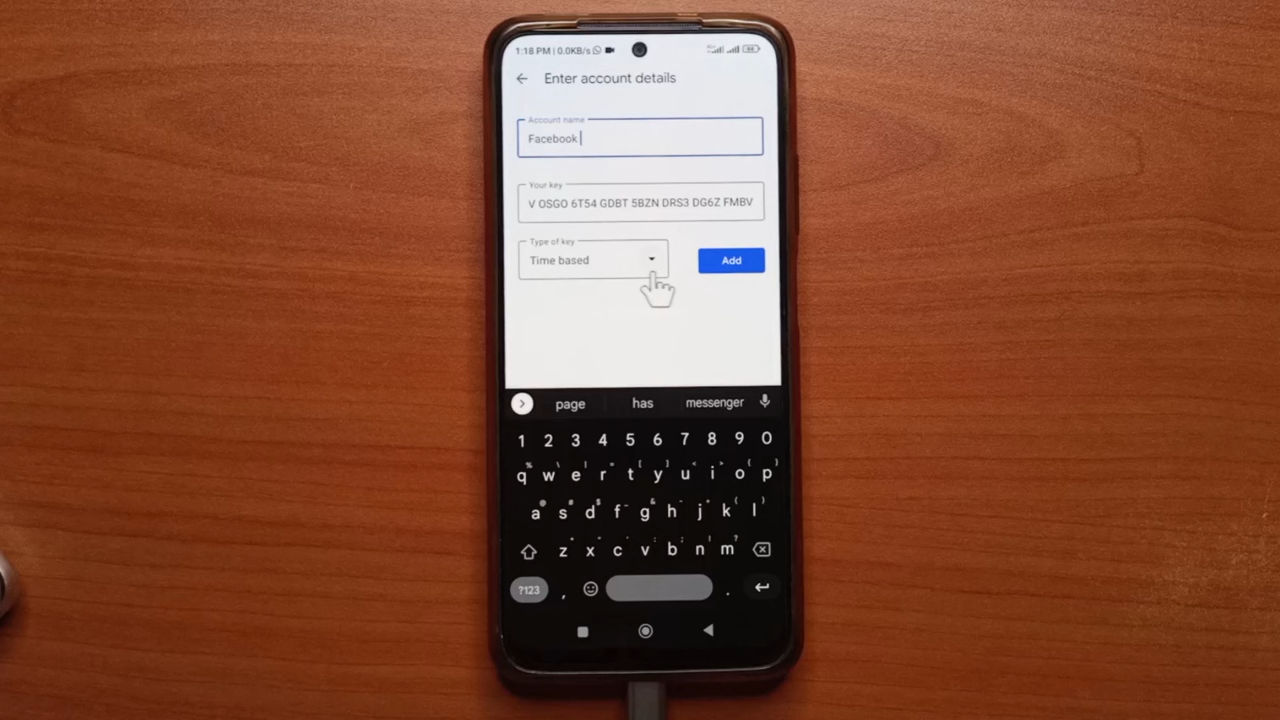 1:18 PM | 0.0KB/s
Enter account details
Account name
Facebook
Your key
V OSGO 6T54 GDBT 5BZN DRS3 DG6Z FMBV
Type of key
Time based
Add
page has messenger
1 2 3 4 5 6 7 8 9 0
q w e r t y u i o p
a s d f g h j k l
z x c v b n m
?123 , .